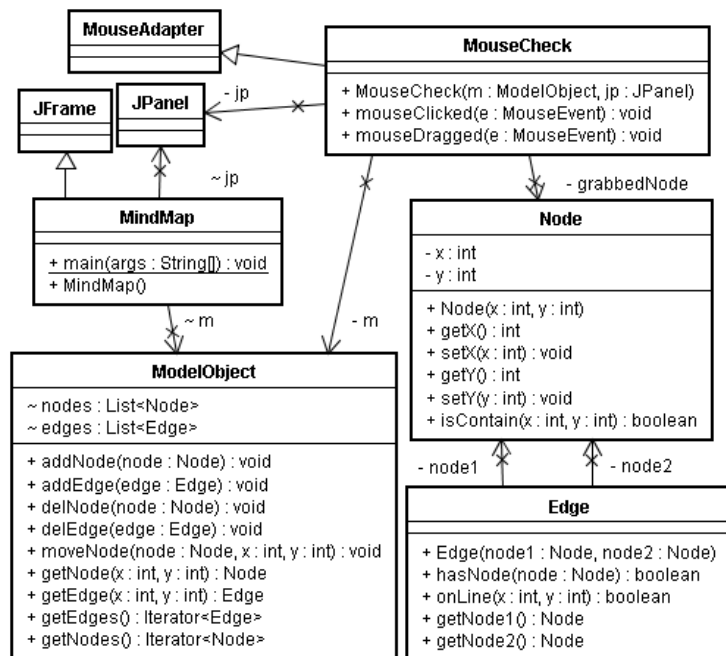 MouseAdapter
MouseCheck
+ MouseCheck(m : ModelObject, jp : JPanel)
+ mouseClicked(e : MouseEvent) : void
+ mouseDragged(e : MouseEvent) : void
- jp
JFrame
JPanel
~ jp
- grabbedNode
MindMap
+ main(args : String[]) : void
+ MindMap()
Node
- x : int
- y : int
+ Node(x : int, y : int)
+ getX() : int
+ setX(x : int) : void
+ getY() : int
+ setY(y : int) : void
+ isContain(x : int, y : int) : boolean
~ m
- m
ModelObject
~ nodes : List<Node>
~ edges : List<Edge>
+ addNode(node : Node) : void
+ addEdge(edge : Edge) : void
+ delNode(node : Node) : void
+ delEdge(edge : Edge) : void
+ moveNode(node : Node, x : int, y : int) : void
+ getNode(x : int, y : int) : Node
+ getEdge(x : int, y : int) : Edge
+ getEdges() : Iterator<Edge>
+ getNodes() : Iterator<Node>
- node1
- node2
Edge
+ Edge(node1 : Node, node2 : Node)
+ hasNode(node : Node) : boolean
+ onLine(x : int, y : int) : boolean
+ getNode1() : Node
+ getNode2() : Node